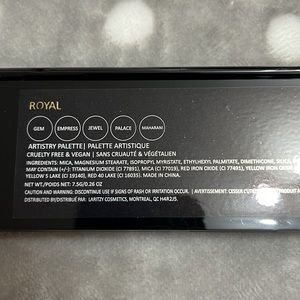 ROYAL
GEM EMPRESS JEWEL PALACE MAHARANI
ARTISTRY PALETTE | PALETTE ARTISTIQUE
CRUELTY FREE & VEGAN | SANS CRUAUTÉ & VÉGÉTALIEN
INGREDIENTS: MICA, MAGNESIUM STEARATE, ISOPROPYL MYRISTATE, ETHYLHEXYL PALMITATE, DIMETHICONE, SILICA,
MAY CONTAIN (+/-): TITANIUM DIOXIDE (CI 77891), MICA (CI 77019), RED IRON OXIDE (CI 77491), YELLOW IRON OXIDE
YELLOW 5 LAKE (CI 19140), RED 40 LAKE (CI 16035). MADE IN CHINA.
NET WT./POIDS NET: 7.5G/0.26 OZ
CAUTION AND WARNING: DISCONTINUE USE IF SIGNS OF RASH OR IRRITATION OCCUR. | AVERTISSEMENT: CESSER
DISTRIBUTED BY/DISTRIBUÉ PAR: LARITZY COSMETICS, MONTREAL, QC H4R2J5.